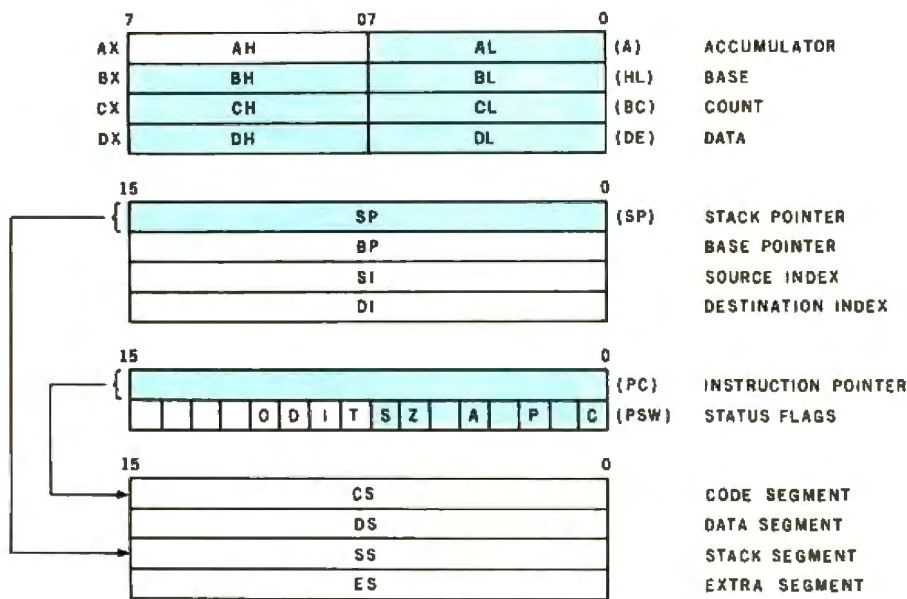 7 07 0
AX AH AL (A) ACCUMULATOR
BX BH BL (HL) BASE
CX CH CL (BC) COUNT
DX DH DL (DE) DATA
15 0
SP (SP) STACK POINTER
BP BASE POINTER
SI SOURCE INDEX
DI DESTINATION INDEX
15 0
(PC) INSTRUCTION POINTER
O D I T S Z A P C (PSW) STATUS FLAGS
15 0
CS CODE SEGMENT
DS DATA SEGMENT
SS STACK SEGMENT
ES EXTRA SEGMENT